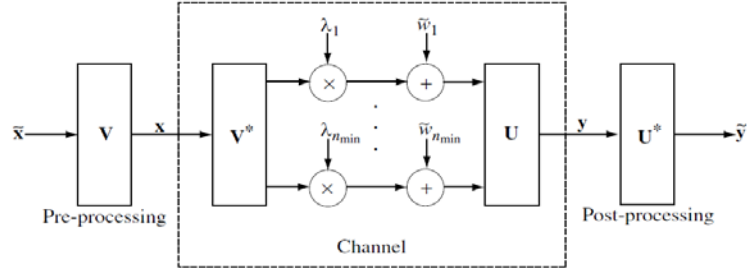 λ₁ w̃₁
x̃ V x V* × + U y U* ỹ
λₙₘᵢₙ w̃ₙₘᵢₙ
× +
Pre-processing Post-processing
Channel